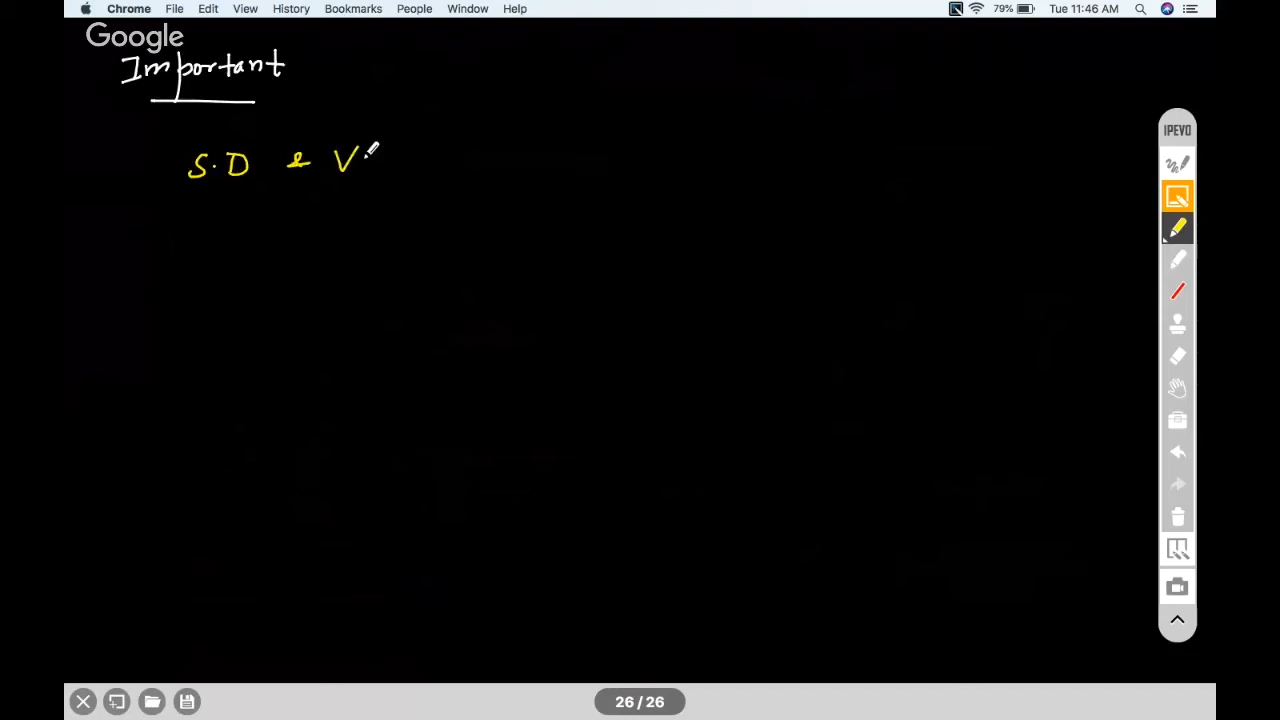 Chrome File Edit View History Bookmarks People Window Help 79% Tue 11:46 AM
Google
Important
IPEVO
S.D & V
26 / 26